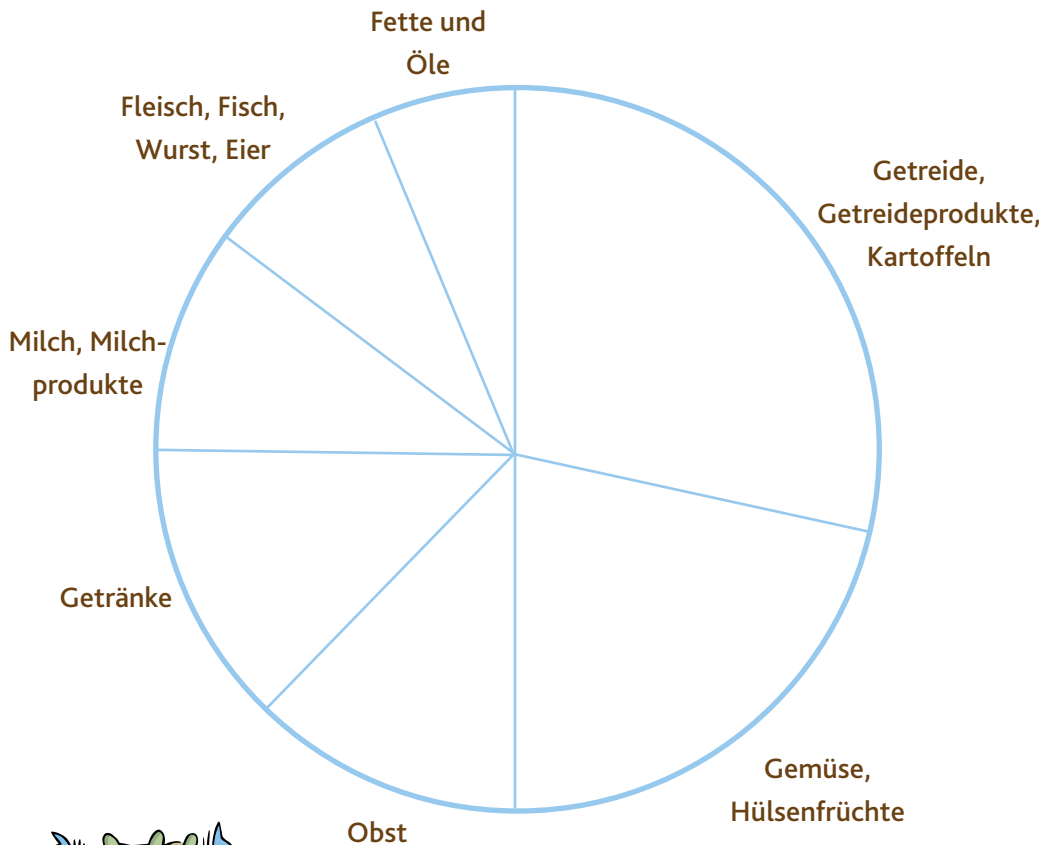 Fette und
Öle
Fleisch, Fisch,
Wurst, Eier
Getreide,
Getreideprodukte,
Kartoffeln
Milch, Milch-
produkte
Getränke
Gemüse,
Hülsenfrüchte
Obst